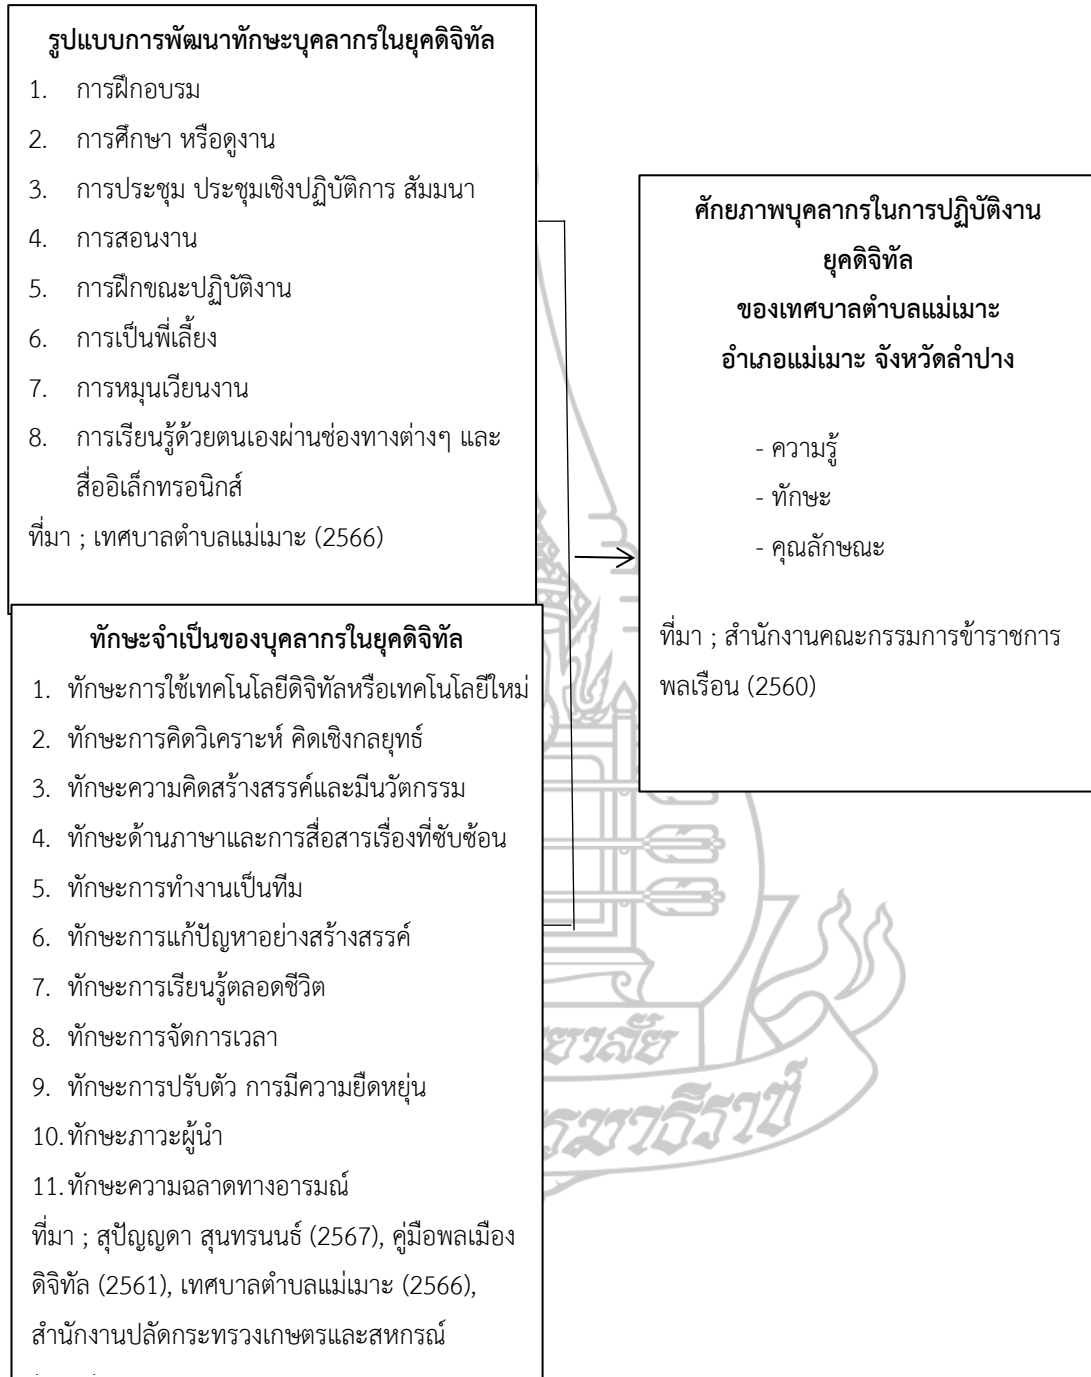 รูปแบบการพัฒนาทักษะบุคลากรในยุคดิจิทัล
1. การฝึกอบรม
2. การศึกษา หรือดูงาน
3. การประชุม ประชุมเชิงปฏิบัติการ สัมมนา
4. การสอนงาน
5. การฝึกขณะปฏิบัติงาน
6. การเป็นพี่เลี้ยง
7. การหมุนเวียนงาน
8. การเรียนรู้ด้วยตนเองผ่านช่องทางต่างๆ และ
สื่ออิเล็กทรอนิกส์
ที่มา ; เทศบาลตำบลแม่เมาะ (2566)
ทักษะจำเป็นของบุคลากรในยุคดิจิทัล
1. ทักษะการใช้เทคโนโลยีดิจิทัลหรือเทคโนโลยีใหม่
2. ทักษะการคิดวิเคราะห์ คิดเชิงกลยุทธ์
3. ทักษะความคิดสร้างสรรค์และมีนวัตกรรม
4. ทักษะด้านภาษาและการสื่อสารเรื่องที่ซับซ้อน
5. ทักษะการทำงานเป็นทีม
6. ทักษะการแก้ปัญหาอย่างสร้างสรรค์
7. ทักษะการเรียนรู้ตลอดชีวิต
8. ทักษะการจัดการเวลา
9. ทักษะการปรับตัว การมีความยืดหยุ่น
10. ทักษะภาวะผู้นำ
11. ทักษะความฉลาดทางอารมณ์
ที่มา ; สุปัญญดา สุนทรนนธ์ (2567), คู่มือพลเมือง
ดิจิทัล (2561), เทศบาลตำบลแม่เมาะ (2566),
สำนักงานปลัดกระทรวงเกษตรและสหกรณ์
ศักยภาพบุคลากรในการปฏิบัติงาน
ยุคดิจิทัล
ของเทศบาลตำบลแม่เมาะ
อำเภอแม่เมาะ จังหวัดลำปาง
- ความรู้
- ทักษะ
- คุณลักษณะ
ที่มา ; สำนักงานคณะกรรมการข้าราชการ
พลเรือน (2560)